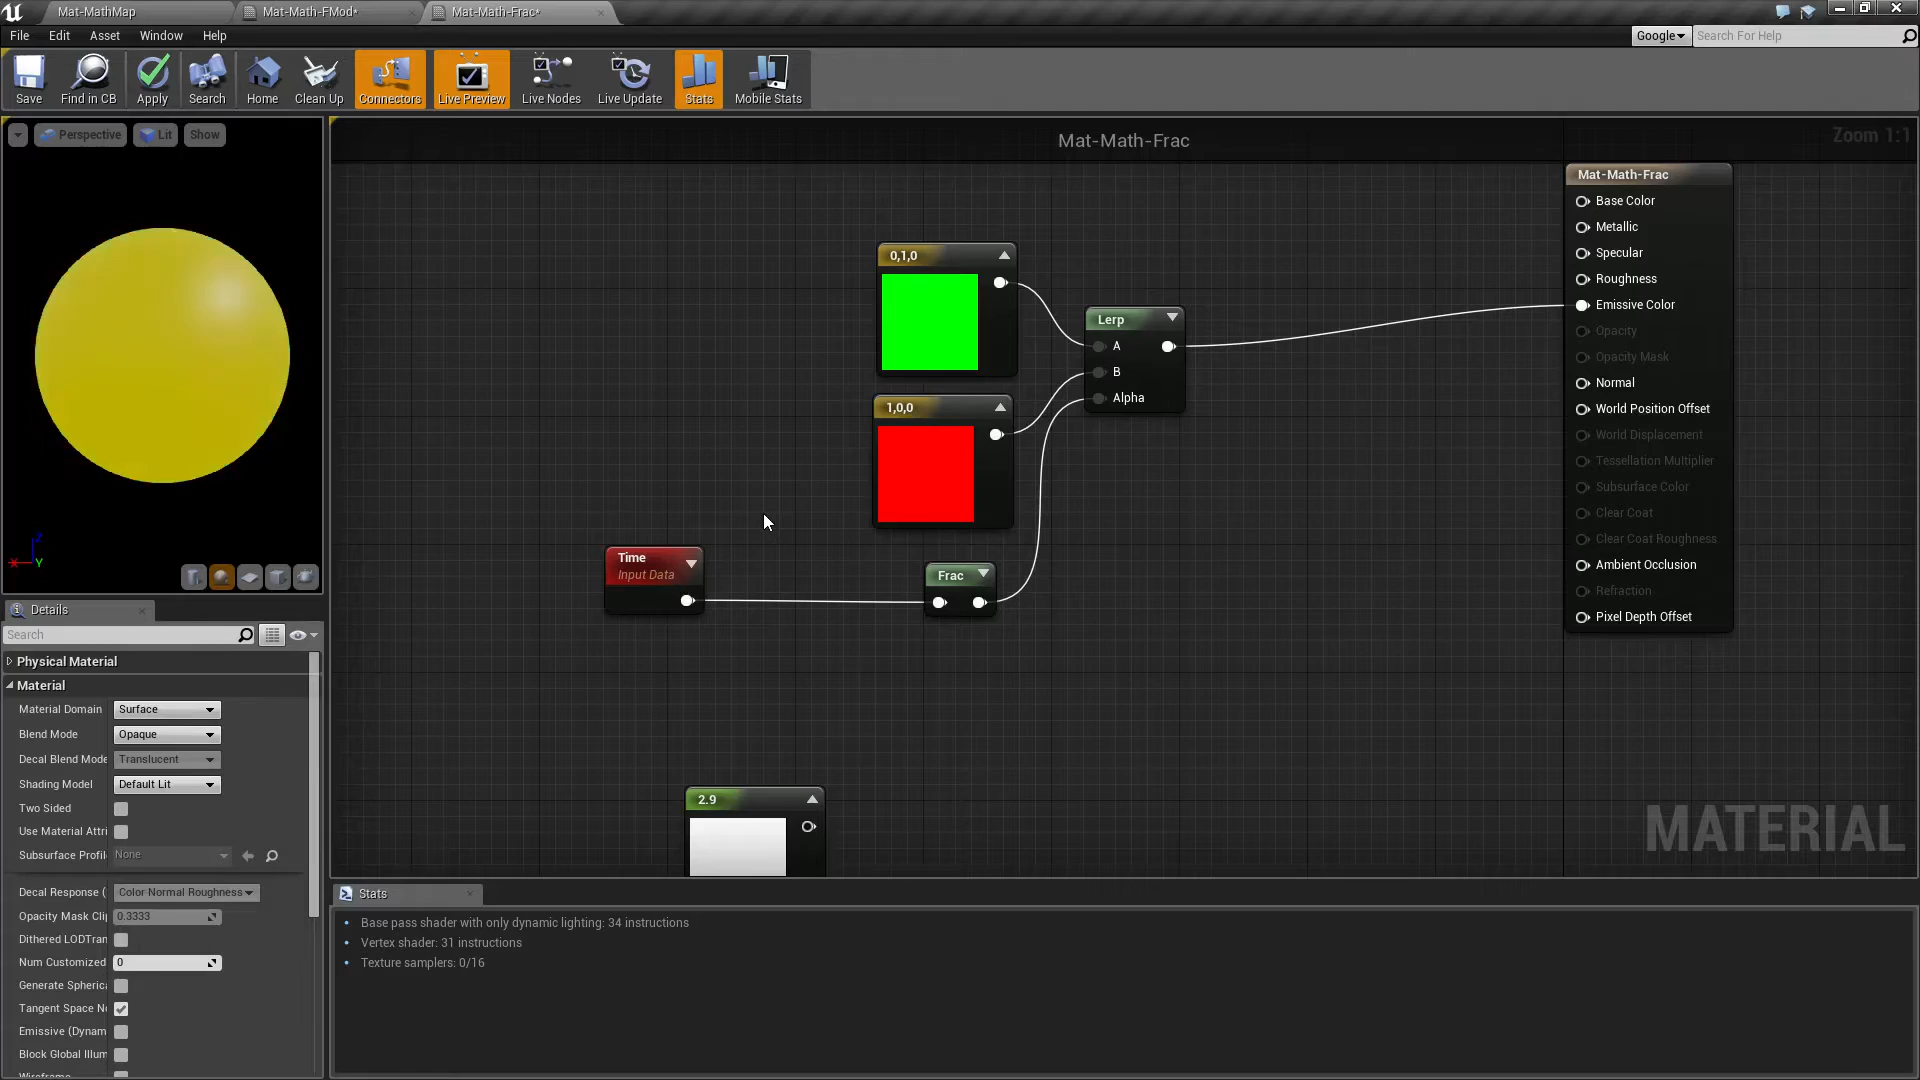 Mat-MathMap
Mat-Math-FMod*
Mat-Math-Frac*
File Edit Asset Window Help
Google
Search For Help
Save
Find in CB
Apply
Search
Home
Clean Up
Connectors
Live Preview
Live Nodes
Live Update
Stats
Mobile Stats
Perspective
Lit
Show
Mat-Math-Frac
Zoom 1:1
0,1,0
1,0,0
Lerp
A
B
Alpha
Time
Input Data
Frac
2.9
Mat-Math-Frac
Base Color
Metallic
Specular
Roughness
Emissive Color
Opacity
Opacity Mask
Normal
World Position Offset
World Displacement
Tessellation Multiplier
Subsurface Color
Clear Coat
Clear Coat Roughness
Ambient Occlusion
Refraction
Pixel Depth Offset
MATERIAL
Z
X
Y
Details
Search
Physical Material
Material
Material Domain Surface
Blend Mode Opaque
Decal Blend Mode Translucent
Shading Model Default Lit
Two Sided
Use Material Attri
Subsurface Profil None
Decal Response ( Color Normal Roughness
Opacity Mask Cli 0.3333
Dithered LODTran
Num Customized 0
Generate Spheric
Tangent Space N
Emissive (Dynam
Block Global Illum
Wireframe
Stats
Base pass shader with only dynamic lighting: 34 instructions
Vertex shader: 31 instructions
Texture samplers: 0/16